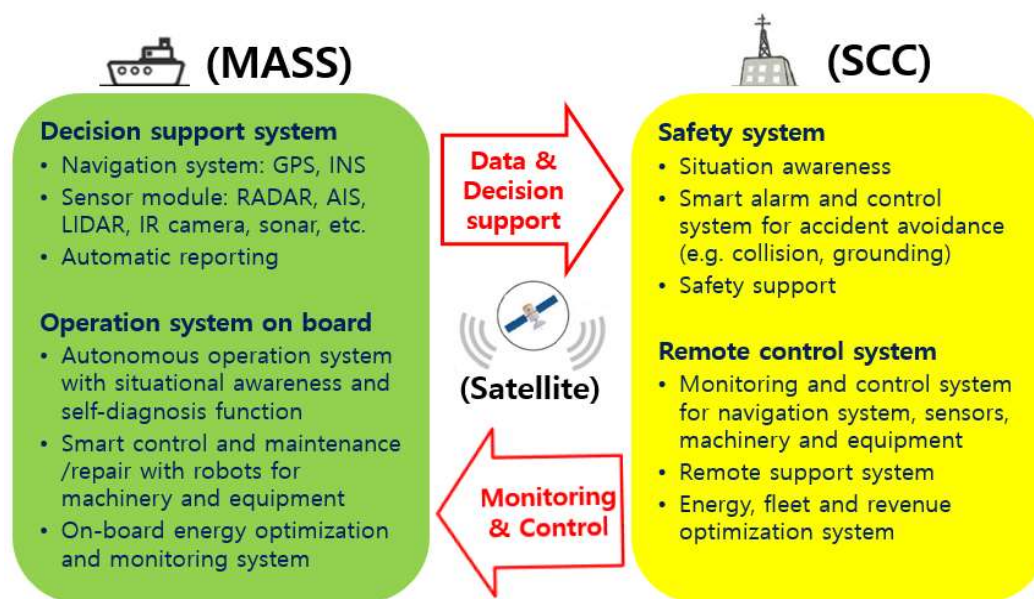 (MASS)
Decision support system
• Navigation system: GPS, INS
• Sensor module: RADAR, AIS,
LIDAR, IR camera, sonar, etc.
• Automatic reporting
Operation system on board
• Autonomous operation system
with situational awareness and
self-diagnosis function
• Smart control and maintenance
/repair with robots for
machinery and equipment
• On-board energy optimization
and monitoring system
Data &
Decision
support
(Satellite)
Monitoring
& Control
(SCC)
Safety system
• Situation awareness
• Smart alarm and control
system for accident avoidance
(e.g. collision, grounding)
• Safety support
Remote control system
• Monitoring and control system
for navigation system, sensors,
machinery and equipment
• Remote support system
• Energy, fleet and revenue
optimization system